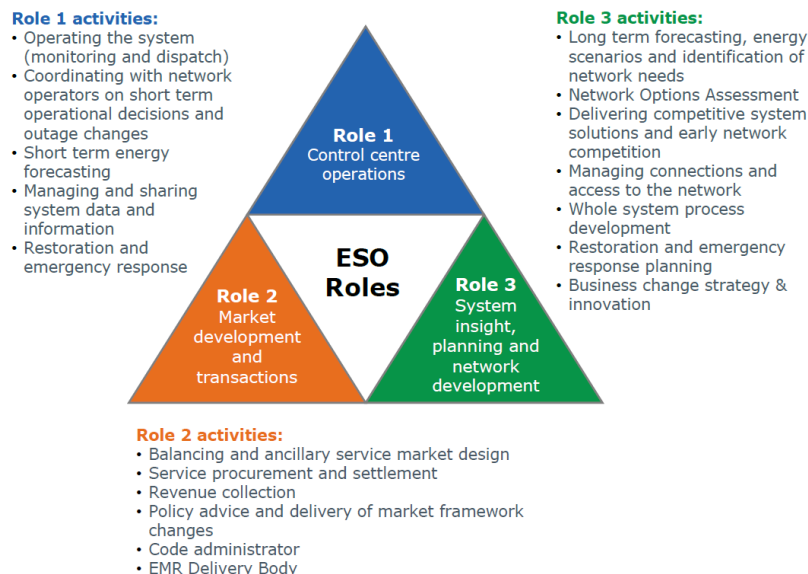 Role 1 activities:
• Operating the system
(monitoring and dispatch)
• Coordinating with network
operators on short term
operational decisions and
outage changes
• Short term energy
forecasting
• Managing and sharing
system data and
information
• Restoration and
emergency response
Role 3 activities:
• Long term forecasting, energy
scenarios and identification of
network needs
• Network Options Assessment
• Delivering competitive system
solutions and early network
competition
• Managing connections and
access to the network
• Whole system process
development
• Restoration and emergency
response planning
• Business change strategy &
innovation
Role 1
Control centre
operations
ESO
Roles
Role 2
Market
development
and
transactions
Role 3
System
insight,
planning and
network
development
Role 2 activities:
• Balancing and ancillary service market design
• Service procurement and settlement
• Revenue collection
• Policy advice and delivery of market framework
changes
• Code administrator
• EMR Delivery Body